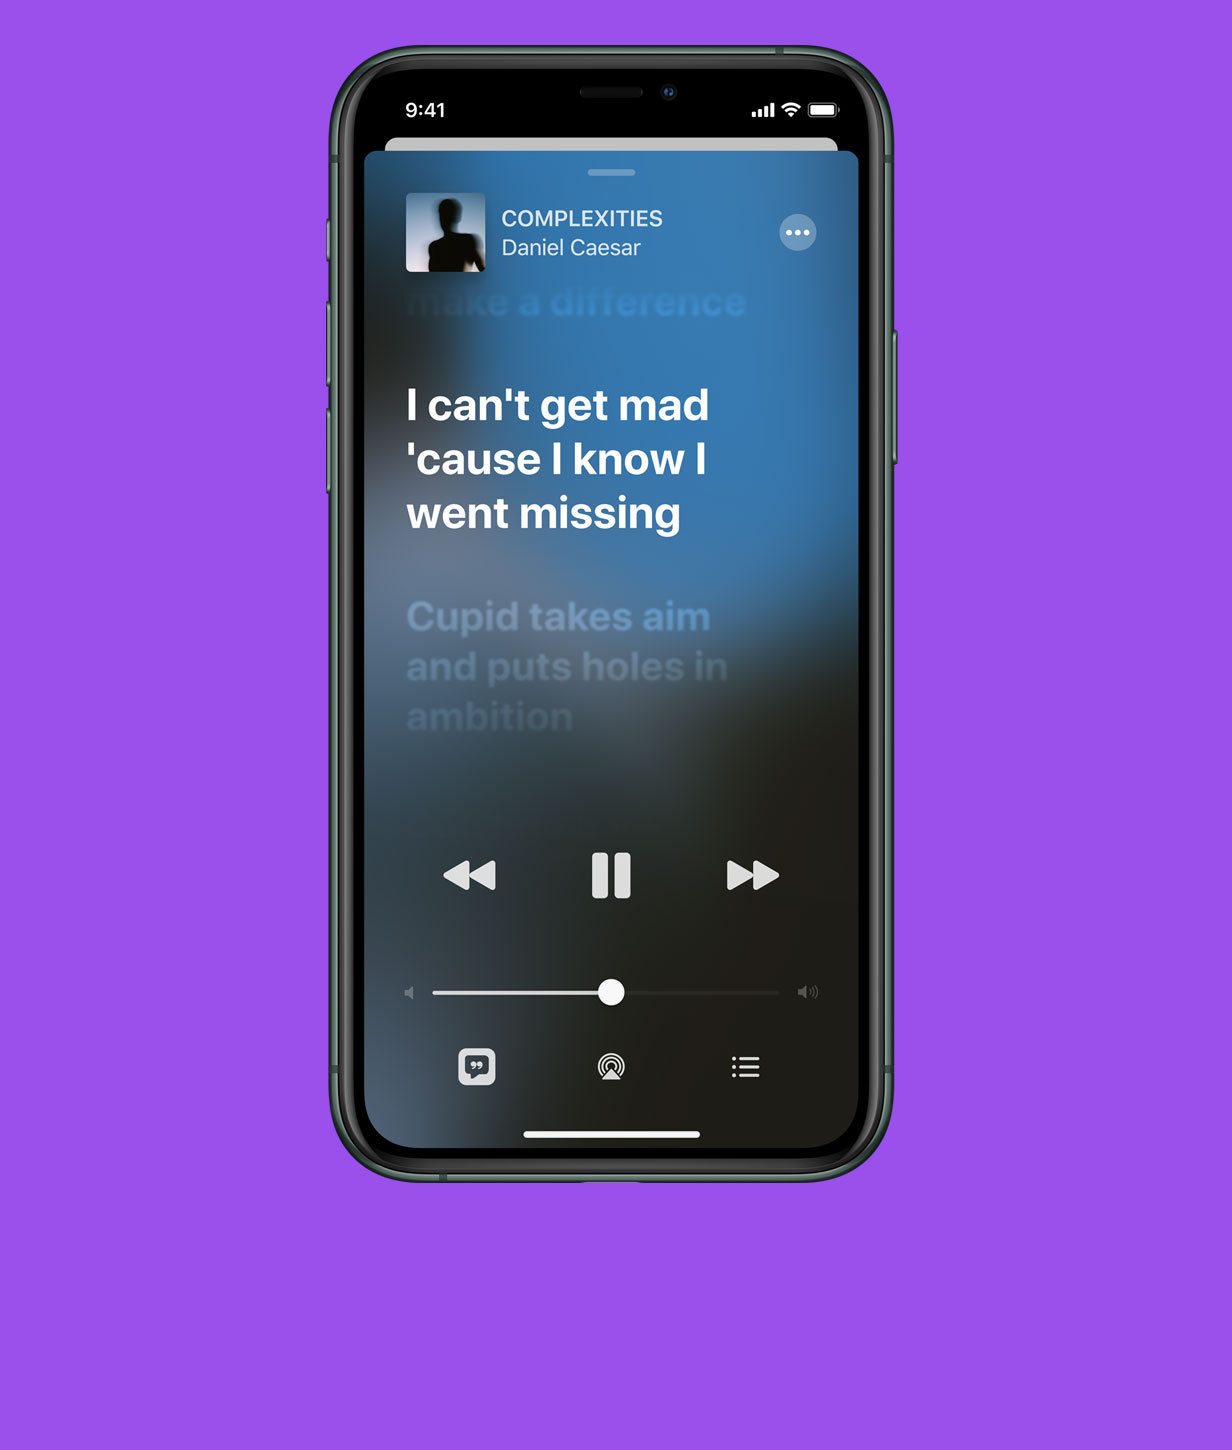 9:41
COMPLEXITIES
Daniel Caesar
make a difference
I can't get mad
'cause I know I
went missing
Cupid takes aim
and puts holes in
ambition